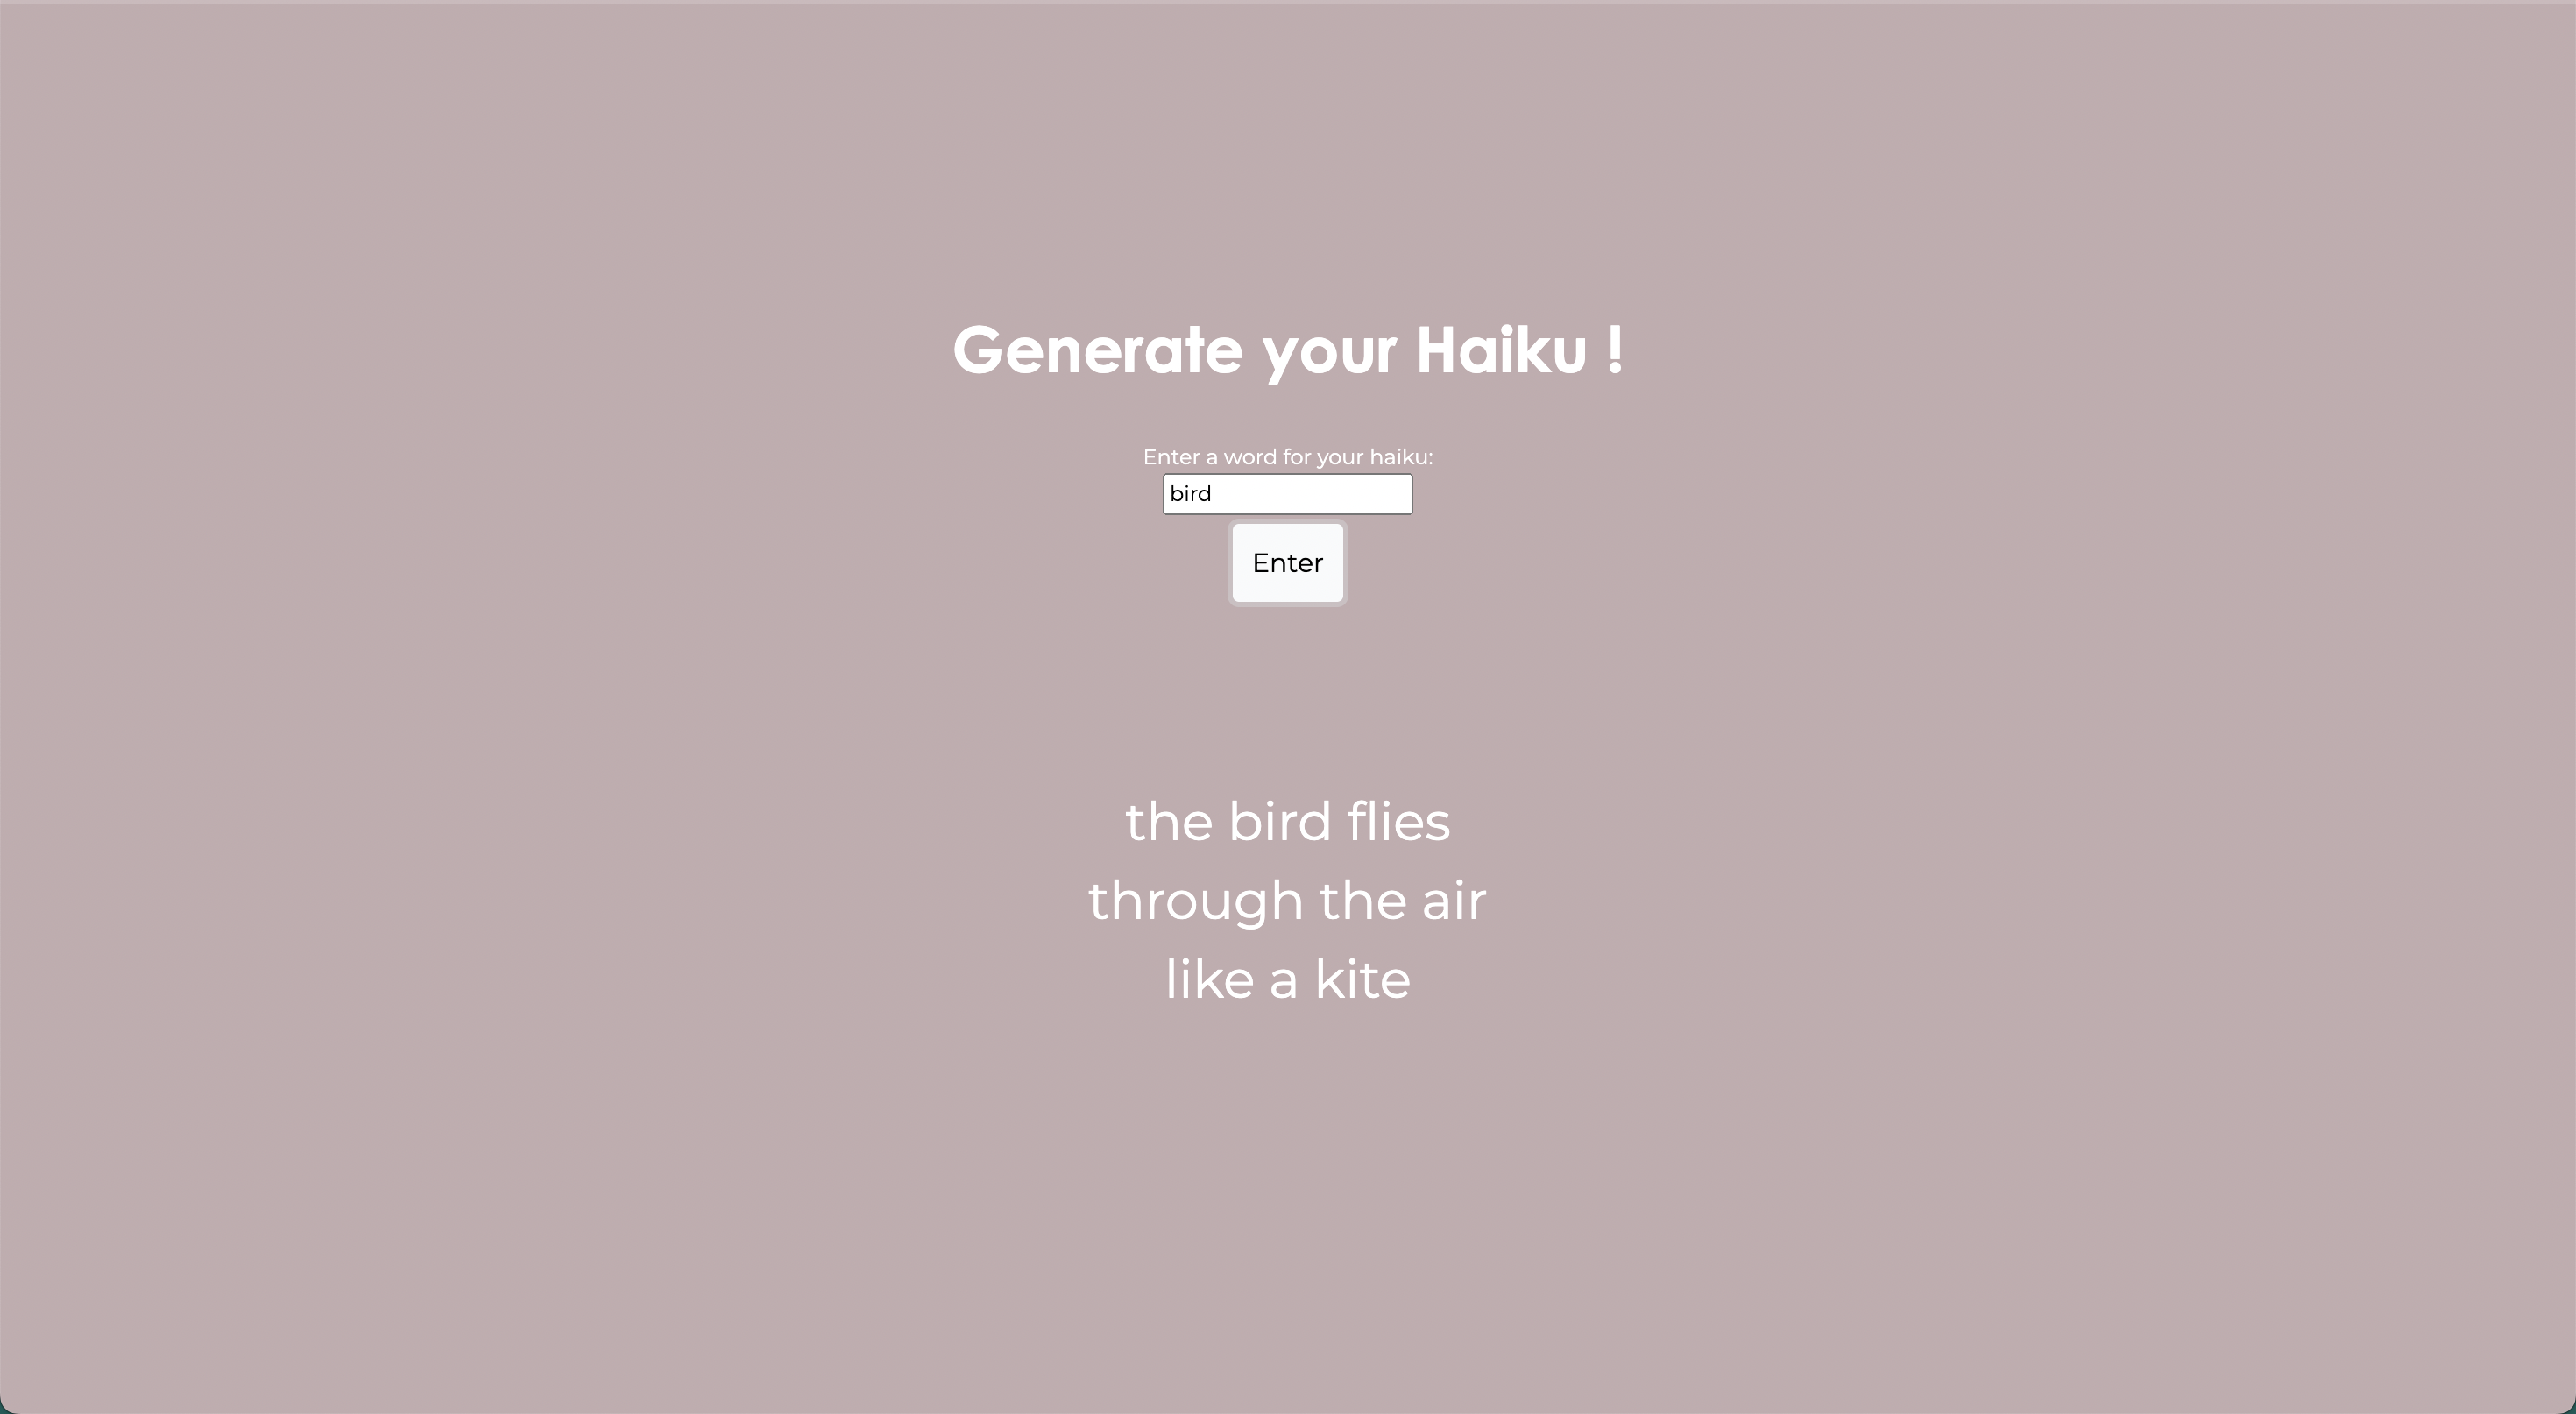 Generate your Haiku !
Enter a word for your haiku:
bird
Enter
the bird flies
through the air
like a kite